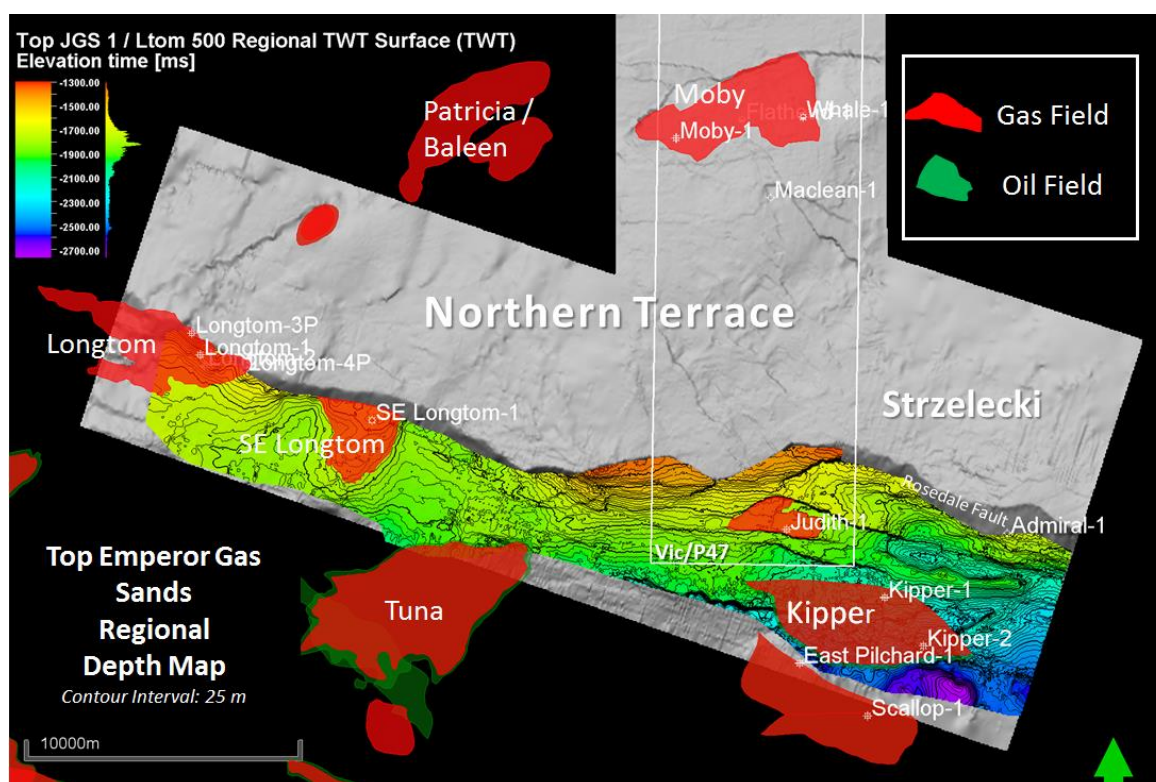 Top JGS 1 / Ltom 500 Regional TWT Surface (TWT)
Elevation time [ms]
-1300.00
-1500.00
-1700.00
-1900.00
-2100.00
-2300.00
-2500.00
-2700.00
Patricia /
Baleen
Moby
Whale-1
Moby-1
Maclean-1
Gas Field
Oil Field
Northern Terrace
Longtom
Longtom-3P
Longtom-1
Longtom-4P
SE Longtom-1
SE Longtom
Strzelecki
Rosedale Fault
Admiral-1
Judith-1
Vic/P47
Kipper-1
Kipper
Kipper-2
East Pilchard-1
Scallop-1
Tuna
Top Emperor Gas
Sands
Regional
Depth Map
Contour Interval: 25 m
10000m